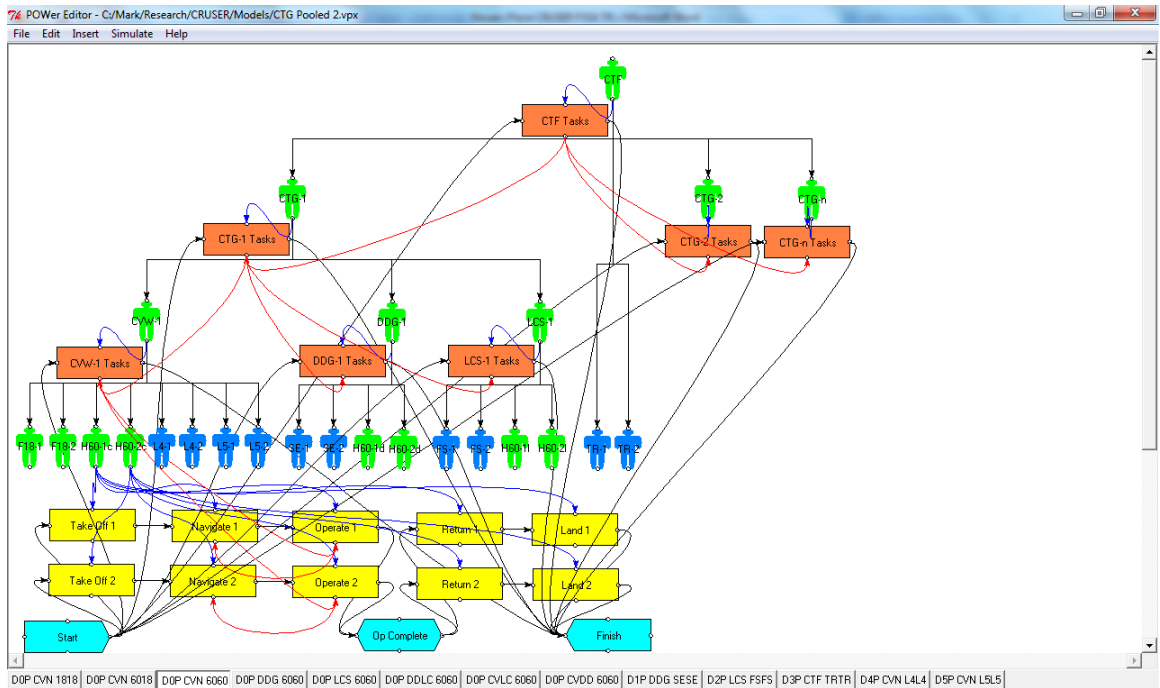 POWer Editor - C:/Mark/Research/CRUSER/Models/CTG Pooled 2.vpx
File Edit Insert Simulate Help
CTF
CTF Tasks
CTG-1 CTG-2 CTG-n
CTG-1 Tasks CTG-2 Tasks CTG-n Tasks
CVW-1 DDG-1 LCS-1
CVW-1 Tasks DDG-1 Tasks LCS-1 Tasks
F18-1 F18-2 H60-1c H60-2c L4-1 L4-2 L5-1 L5-2 SE-1 SE-2 H60-1d H60-2d FS-1 FS-2 H60-1l H60-2l TR-1 TR-2
Take Off 1 Navigate 1 Operate 1 Return 1 Land 1
Take Off 2 Navigate 2 Operate 2 Return 2 Land 2
Start Op Complete Finish
D0P CVN 1818 D0P CVN 6018 D0P CVN 6060 D0P DDG 6060 D0P LCS 6060 D0P DDLC 6060 D0P CVLC 6060 D0P CVDD 6060 D1P DDG SESE D2P LCS FSFS D3P CTF TRTR D4P CVN L4L4 D5P CVN L5L5